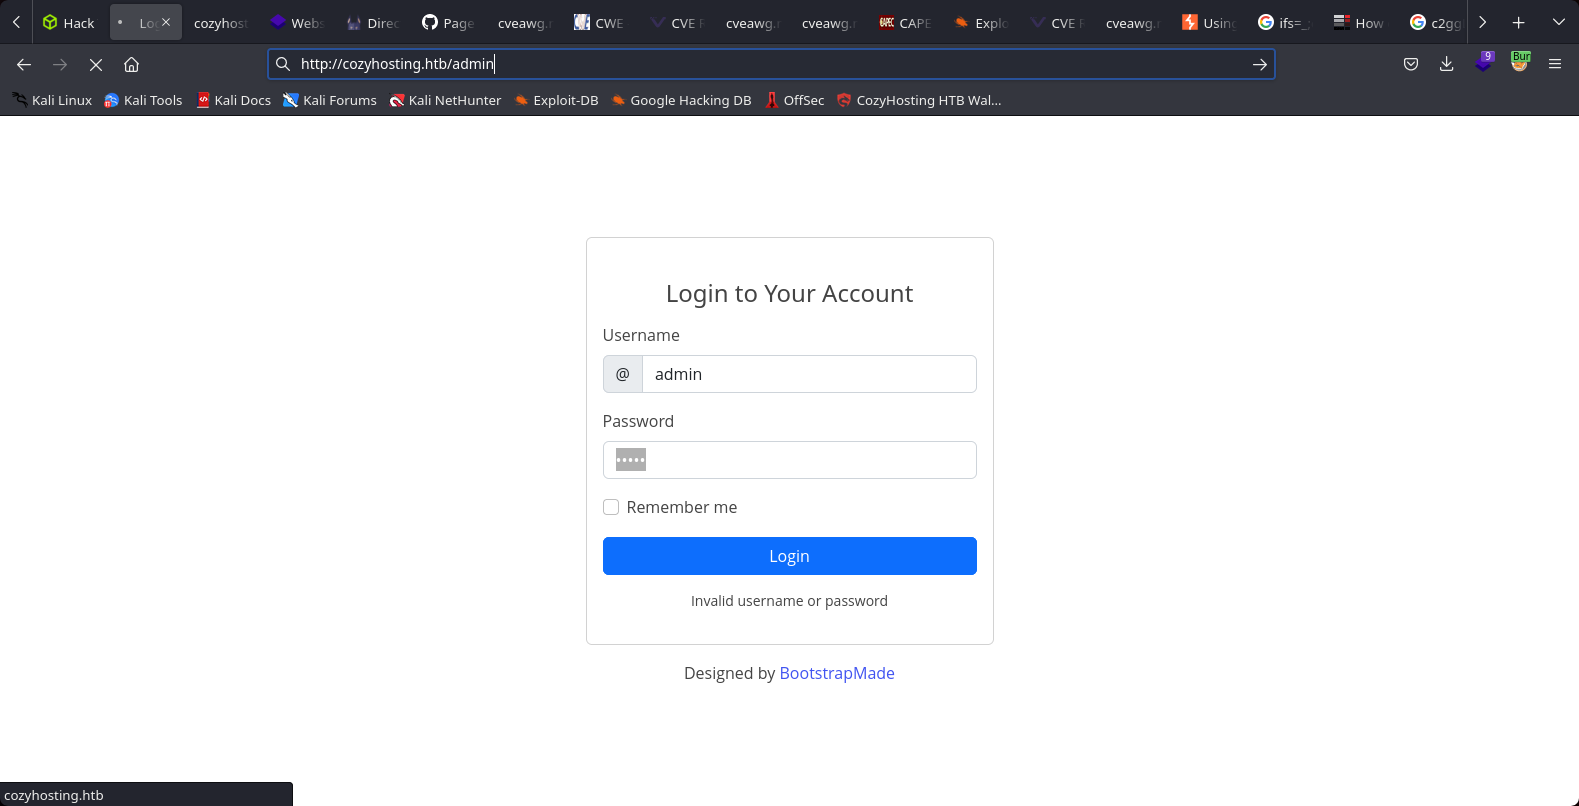 Hack
cozyhost
Webs
Direc
Page
cveawg.
CWE
CVE
cveawg.
cveawg.
CAPE
Explo
CVE
cveawg.
Using
ifs=_
How
c2gg
http://cozyhosting.htb/admin
9
Bur
Kali Linux
Kali Tools
Kali Docs
Kali Forums
Kali NetHunter
Exploit-DB
Google Hacking DB
OffSec
CozyHosting HTB Wal...
Login to Your Account
Username
@
admin
Password
•••••
Remember me
Login
Invalid username or password
Designed by BootstrapMade
cozyhosting.htb